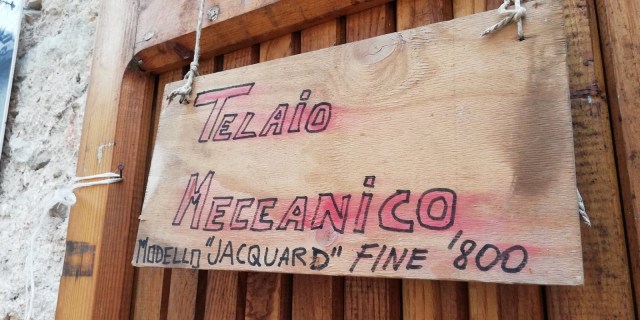 TELAiO
MECCANiCO
MODELLO "JACQUARD" FINE '800